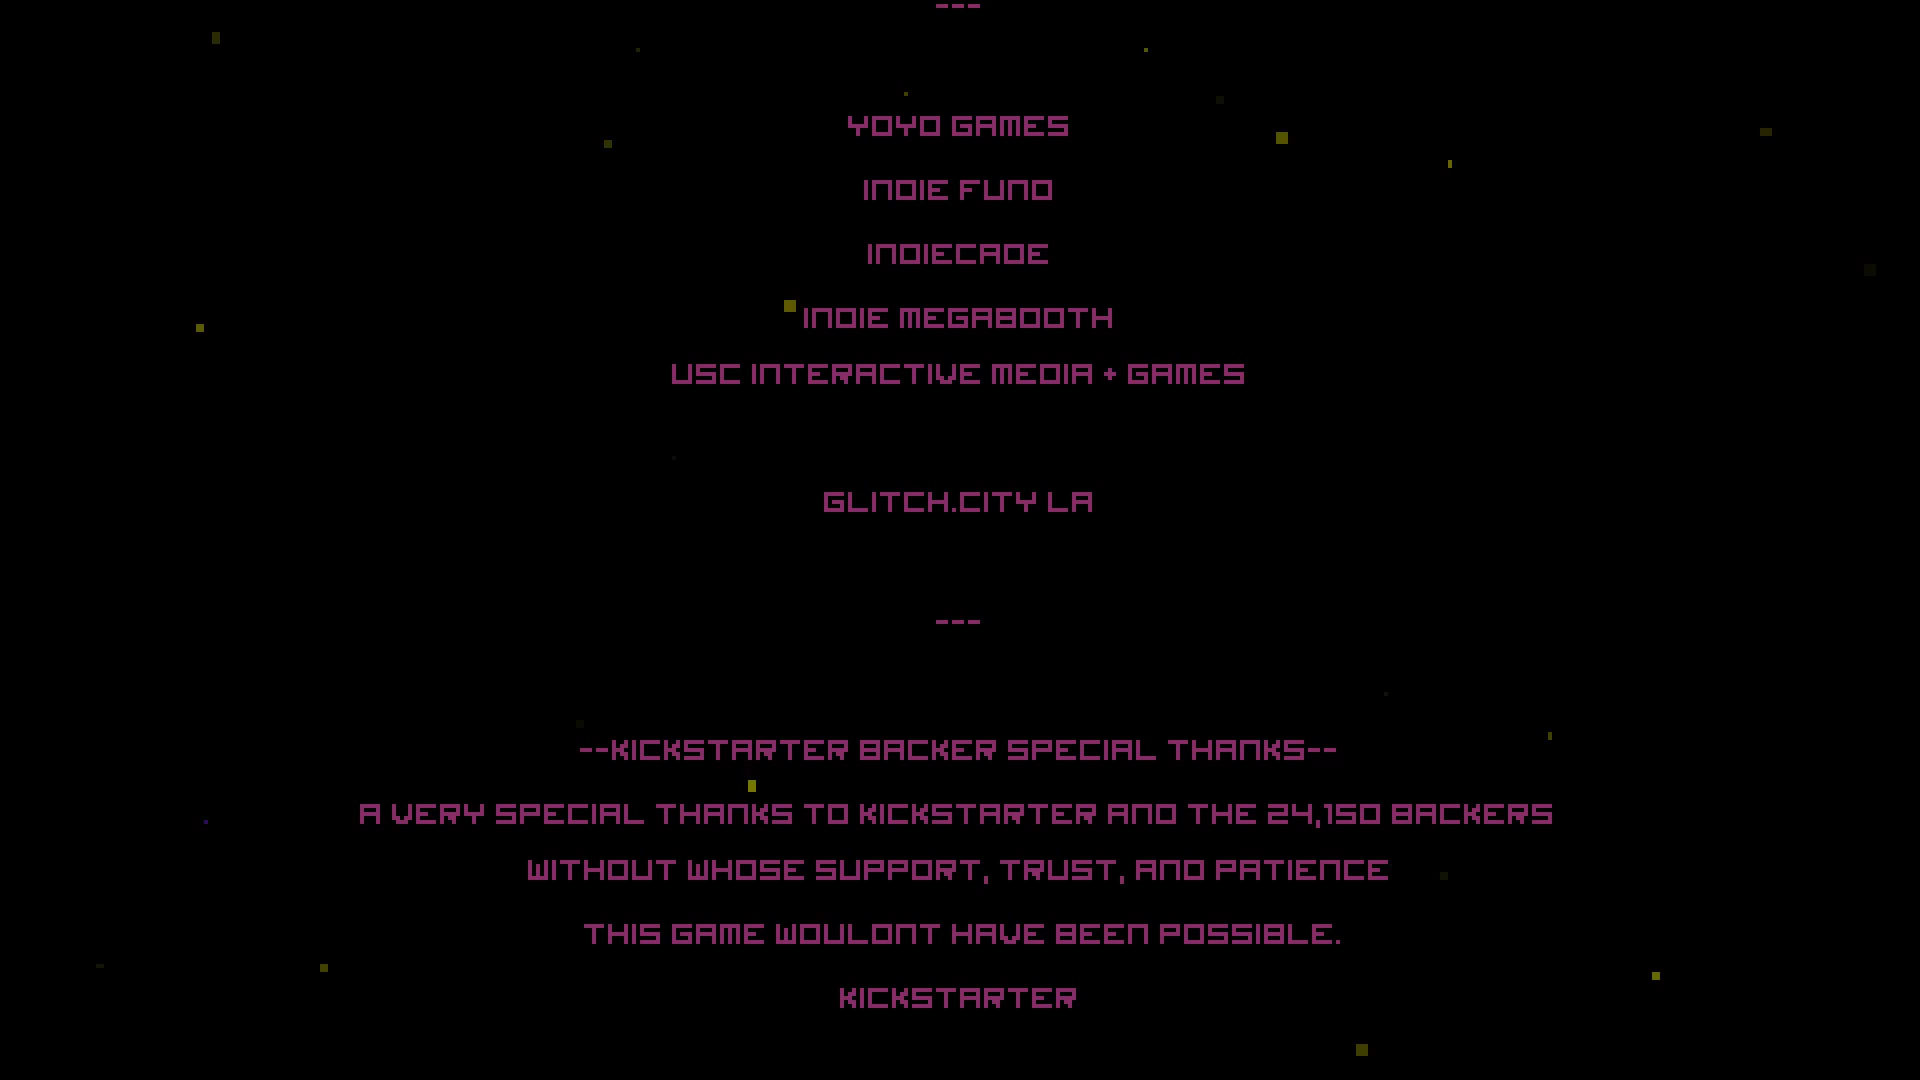 ---
YOYO GAMES
INDIE FUND
INDIECADE
INDIE MEGABOOTH
USC INTERACTIVE MEDIA + GAMES
GLITCH.CITY LA
---
--KICKSTARTER BACKER SPECIAL THANKS--
A VERY SPECIAL THANKS TO KICKSTARTER AND THE 24,150 BACKERS
WITHOUT WHOSE SUPPORT, TRUST, AND PATIENCE
THIS GAME WOULDNT HAVE BEEN POSSIBLE.
KICKSTARTER